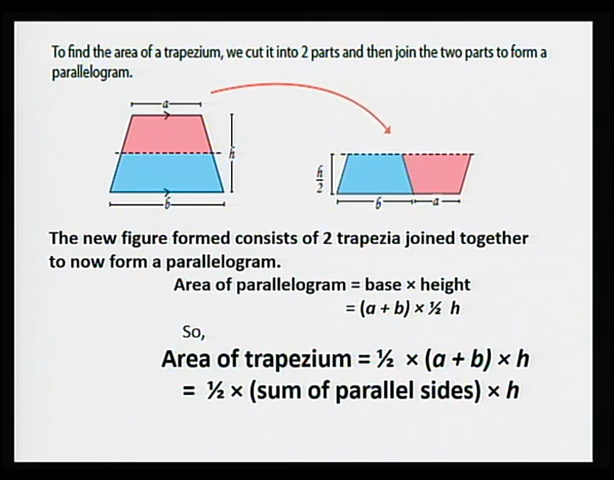 To find the area of a trapezium, we cut it into 2 parts and then join the two parts to form a
parallelogram.
a
h
b
h
2
b
a
The new figure formed consists of 2 trapezia joined together
to now form a parallelogram.
Area of parallelogram = base × height
= (a + b) × ½ h
So,
Area of trapezium = ½ × (a + b) × h
= ½ × (sum of parallel sides) × h